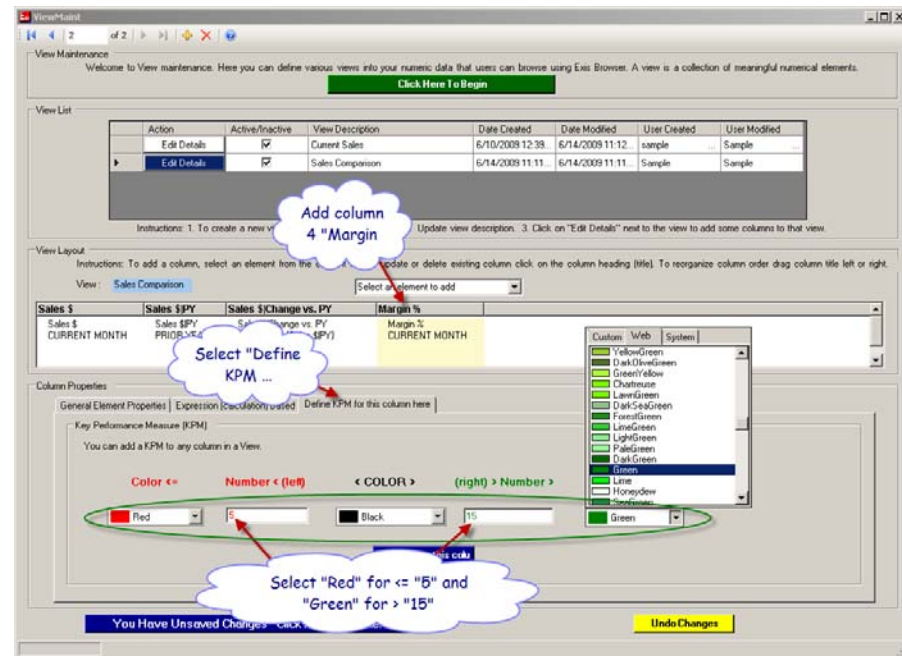 ViewMaint
2 of 2
View Maintenance
Welcome to View maintenance. Here you can define various views into your numeric data that users can browse using Exis Browser. A view is a collection of meaningful numerical elements.
Click Here To Begin
View List
Action Active/Inactive View Description Date Created Date Modified User Created User Modified
Edit Details Current Sales 6/10/2009 12:39... 6/14/2009 11:12... sample ... Sample ...
Edit Details Sales Comparison 6/14/2009 11:11... 6/14/2009 11:11... Sample Sample
Add column
4 "Margin
Instructions: 1. To create a new v Update view description. 3. Click on "Edit Details" next to the view to add some columns to that view.
View Layout
Instructions: To add a column, select an element from the update or delete existing column click on the column heading (title). To reorganize column order drag column title left or right.
View : Sales Comparison Select an element to add
Sales $ Sales $|PY Sales $|Change vs. PY Margin %
Sales $ Sales $|PY Change vs. PY Margin %
CURRENT MONTH PRIOR $|PY) CURRENT MONTH
Select "Define
KPM ...
Custom Web System
YellowGreen
DarkOliveGreen
GreenYellow
Chartreuse
LawnGreen
DarkSeaGreen
ForestGreen
LimeGreen
LightGreen
PaleGreen
DarkGreen
Green
Lime
Honeydew
SeaGreen
Column Properties
General Element Properties Expression (calculation) based Define KPM for this column here
Key Performance Measure (KPM)
You can add a KPM to any column in a View.
Color <= Number < (left) < COLOR > (right) > Number >
Red 5 Black 15 Green
this colu
Select "Red" for <= "5" and
"Green" for > "15"
You Have Unsaved Changes Click
Undo Changes